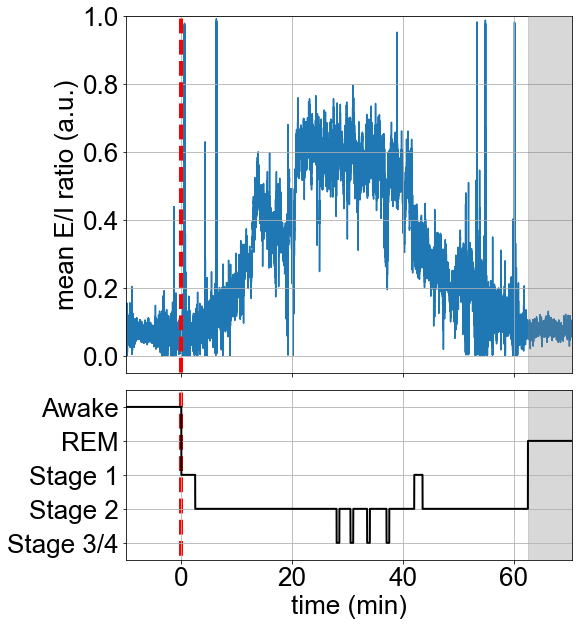 mean E/I ratio (a.u.)
1.0
0.8
0.6
0.4
0.2
0.0
Awake
REM
Stage 1
Stage 2
Stage 3/4
0 20 40 60
time (min)